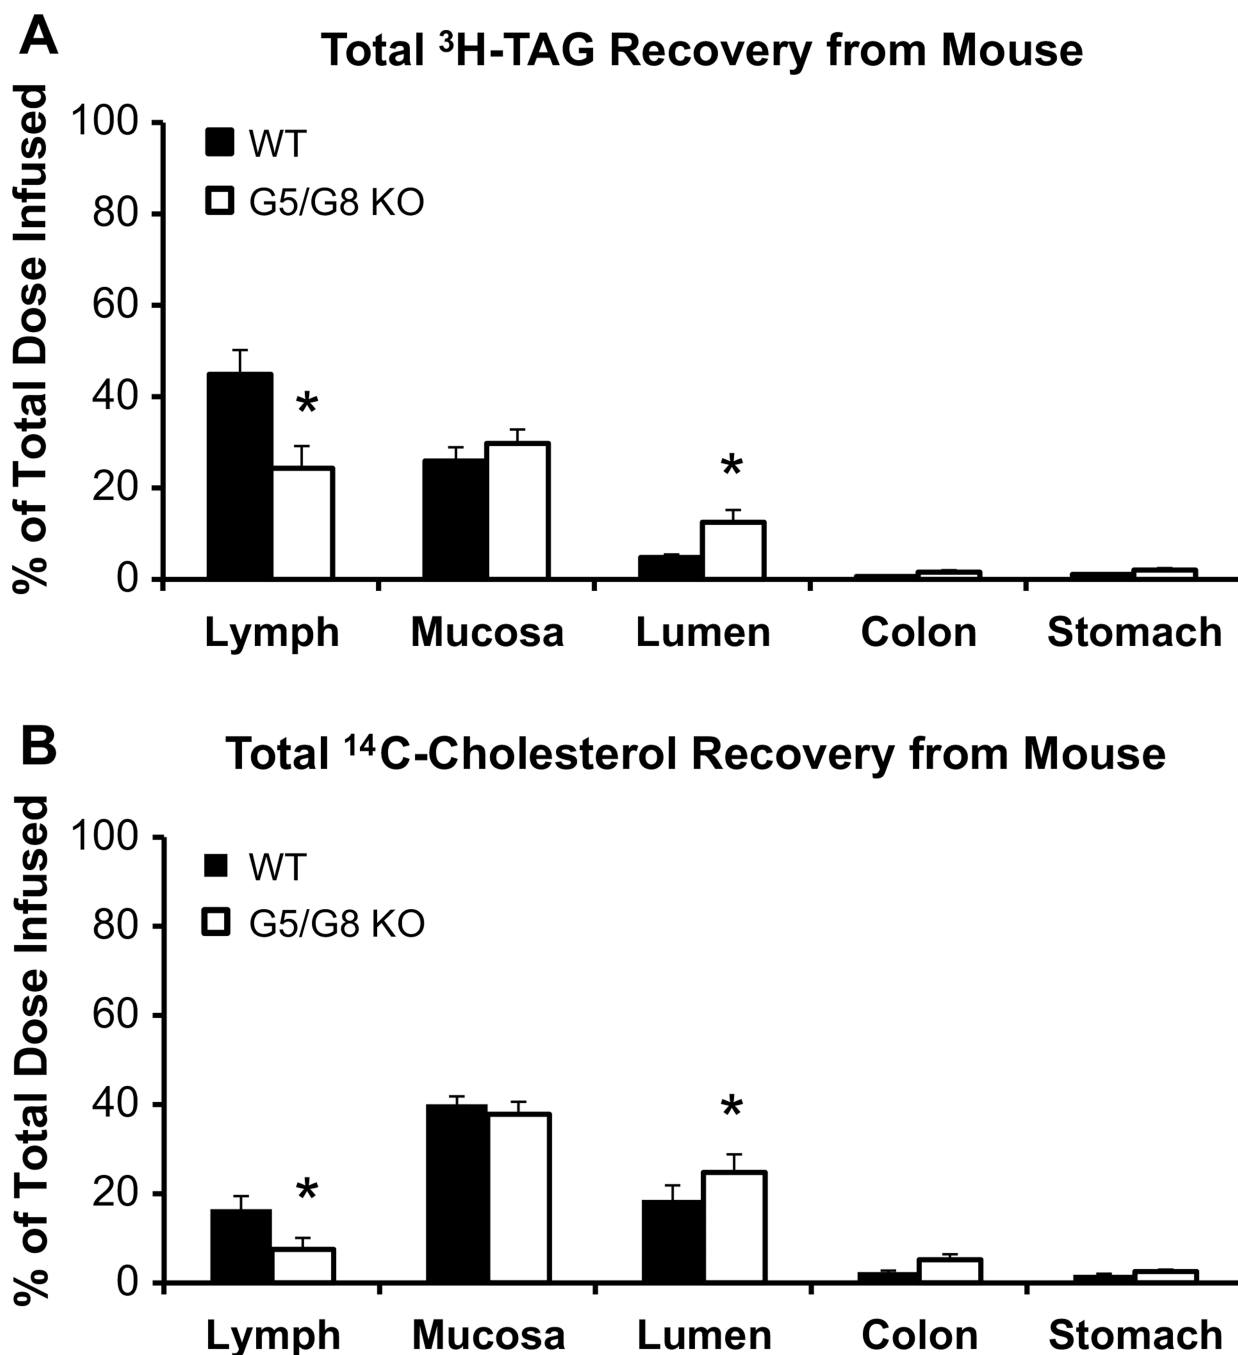 A
Total ³H-TAG Recovery from Mouse
% of Total Dose Infused
100
80
60
40
20
0
WT
G5/G8 KO
*
*
Lymph Mucosa Lumen Colon Stomach
B
Total ¹⁴C-Cholesterol Recovery from Mouse
% of Total Dose Infused
100
80
60
40
20
0
WT
G5/G8 KO
*
*
Lymph Mucosa Lumen Colon Stomach